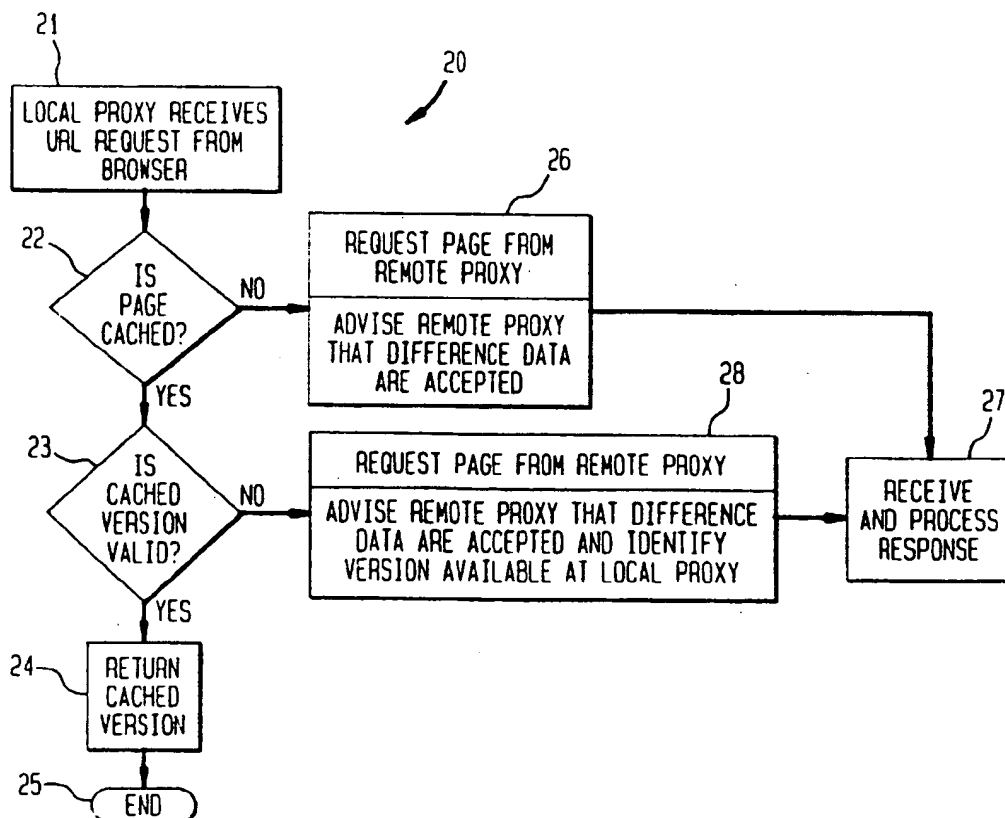 21
20
LOCAL PROXY RECEIVES
URL REQUEST FROM
BROWSER
26
22
IS
PAGE
CACHED?
NO
REQUEST PAGE FROM
REMOTE PROXY
ADVISE REMOTE PROXY
THAT DIFFERENCE DATA
ARE ACCEPTED
YES
28
27
23
IS
CACHED
VERSION
VALID?
NO
REQUEST PAGE FROM REMOTE PROXY
ADVISE REMOTE PROXY THAT DIFFERENCE
DATA ARE ACCEPTED AND IDENTIFY
VERSION AVAILABLE AT LOCAL PROXY
RECEIVE
AND PROCESS
RESPONSE
YES
24
RETURN
CACHED
VERSION
25
END